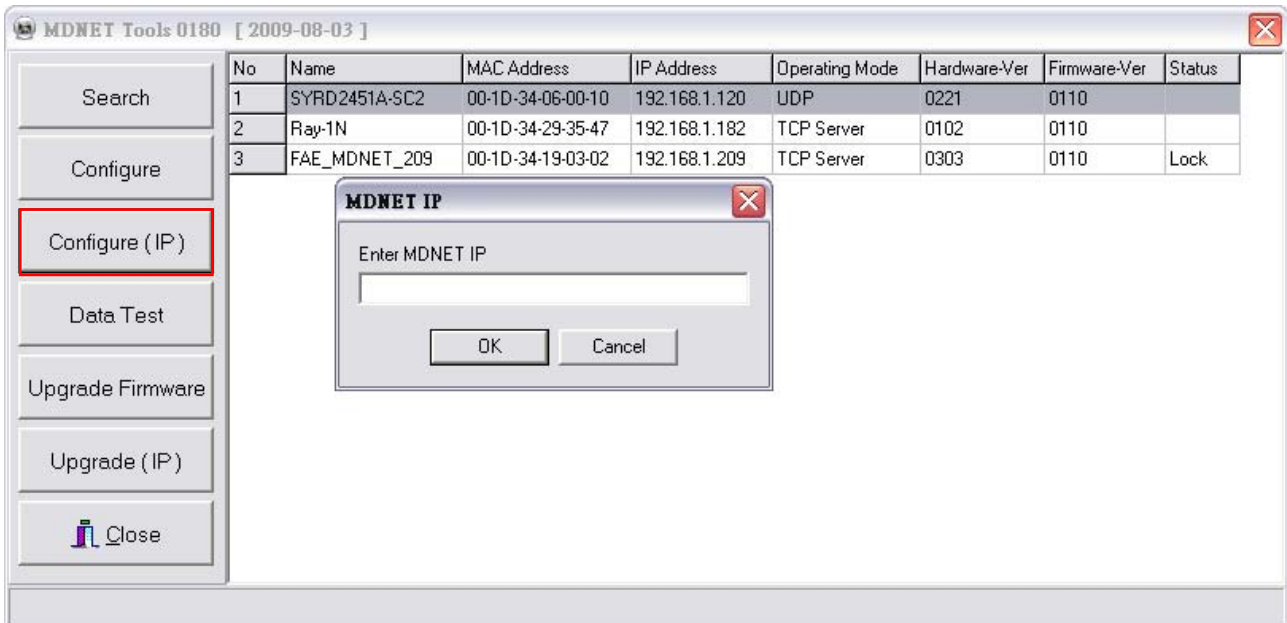 MDNET Tools 0180 [ 2009-08-03 ]
Search
Configure
Configure ( IP )
Data Test
Upgrade Firmware
Upgrade ( IP )
Close
No Name MAC Address IP Address Operating Mode Hardware-Ver Firmware-Ver Status
1 SYRD2451A-SC2 00-1D-34-06-00-10 192.168.1.120 UDP 0221 0110
2 Ray-1N 00-1D-34-29-35-47 192.168.1.182 TCP Server 0102 0110
3 FAE_MDNET_209 00-1D-34-19-03-02 192.168.1.209 TCP Server 0303 0110 Lock
MDNET IP
Enter MDNET IP
OK Cancel